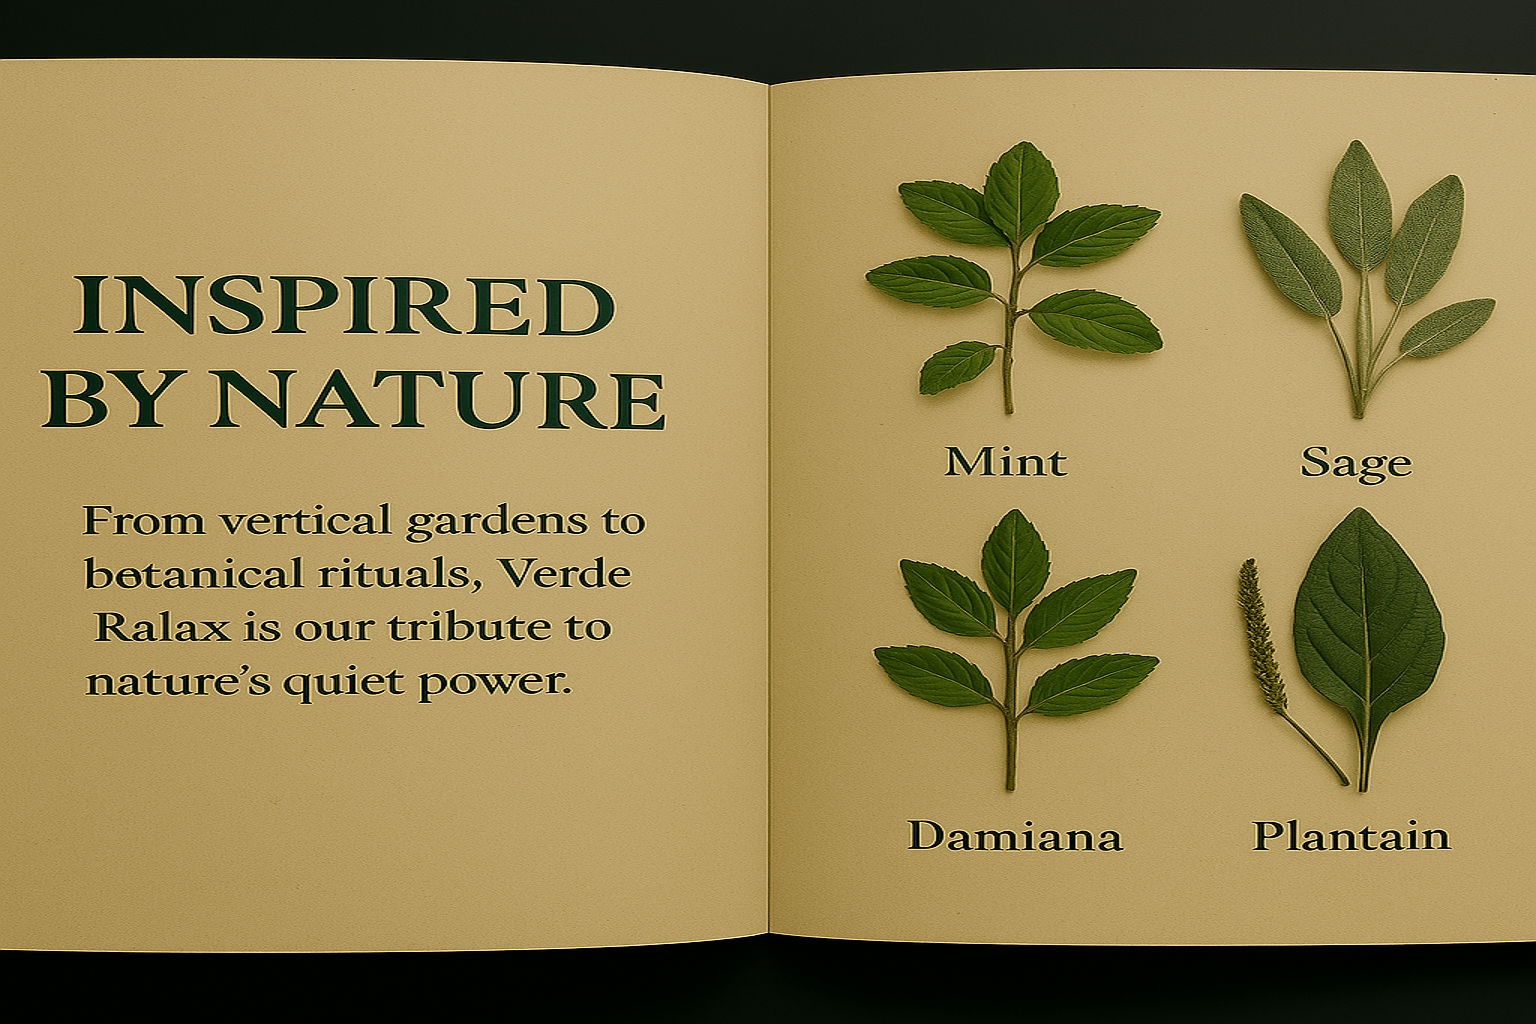 INSPIRED
BY NATURE
From vertical gardens to
botanical rituals, Verde
Ralax is our tribute to
nature’s quiet power.
Mint
Sage
Damiana
Plantain